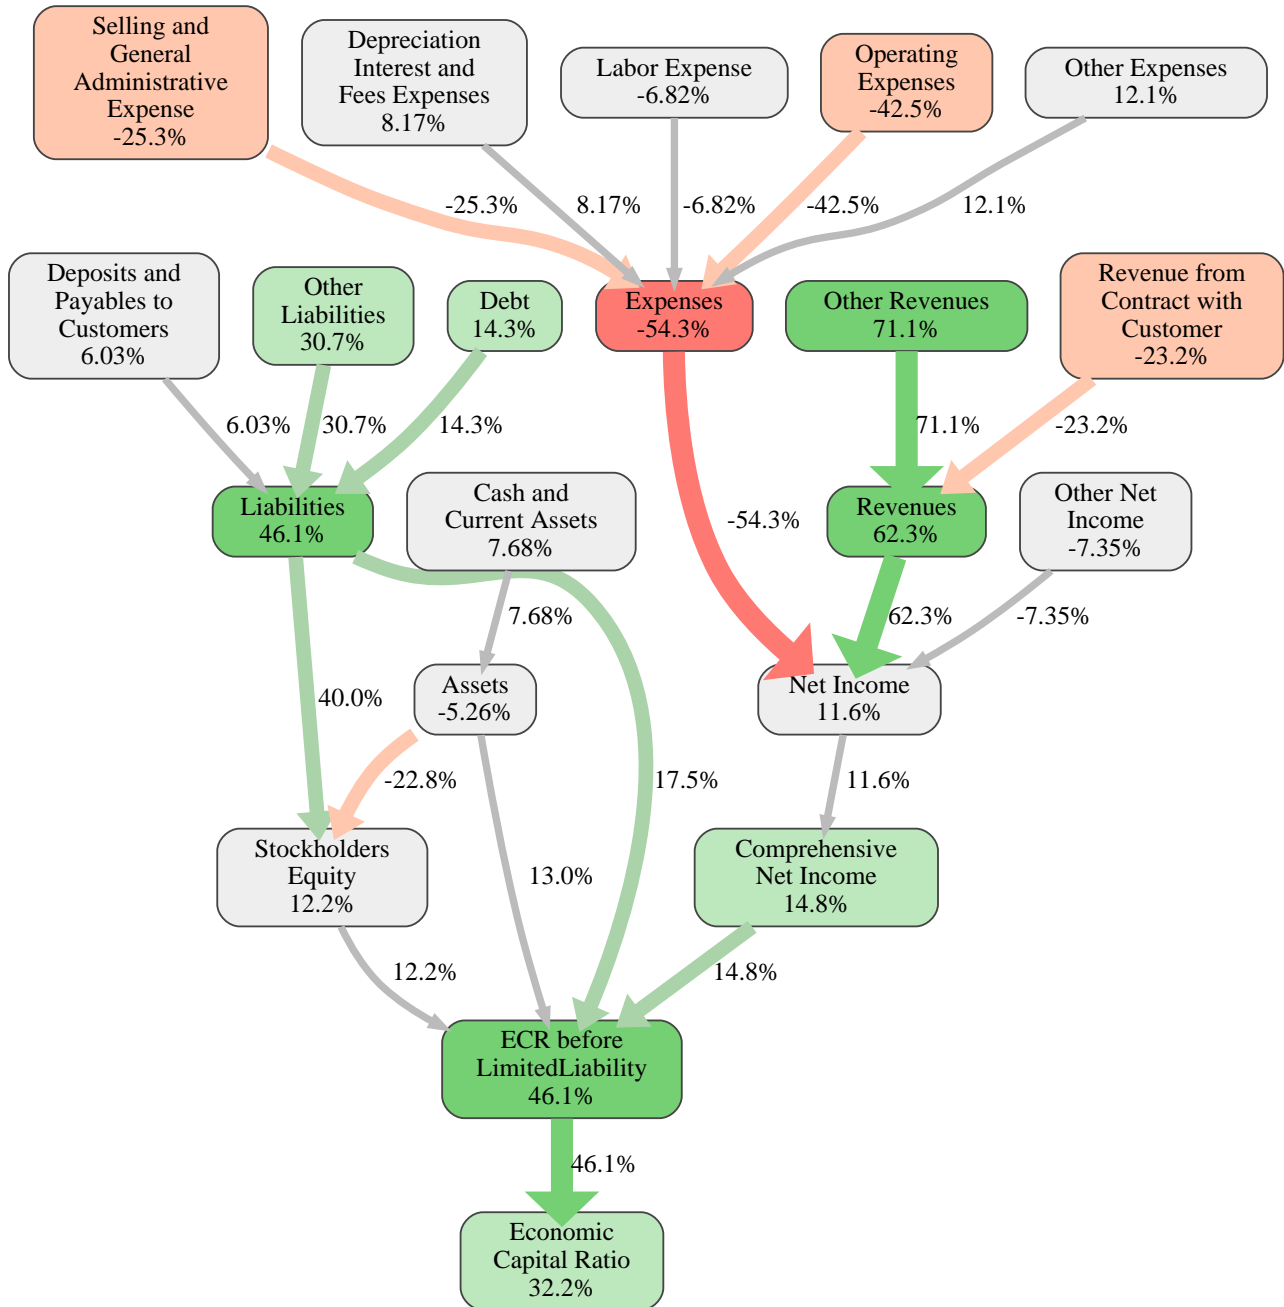 Selling and
General
Administrative
Expense
-25.3%
Depreciation
Interest and
Fees Expenses
8.17%
Labor Expense
-6.82%
Operating
Expenses
-42.5%
Other Expenses
12.1%
-25.3%
8.17%
-6.82%
-42.5%
12.1%
Deposits and
Payables to
Customers
6.03%
Other
Liabilities
30.7%
Debt
14.3%
Expenses
-54.3%
Other Revenues
71.1%
Revenue from
Contract with
Customer
-23.2%
6.03%
30.7%
14.3%
71.1%
-23.2%
Liabilities
46.1%
Cash and
Current Assets
7.68%
-54.3%
Revenues
62.3%
Other Net
Income
-7.35%
7.68%
62.3%
-7.35%
40.0%
Assets
-5.26%
Net Income
11.6%
-22.8%
17.5%
11.6%
Stockholders
Equity
12.2%
13.0%
Comprehensive
Net Income
14.8%
12.2%
14.8%
ECR before
LimitedLiability
46.1%
46.1%
Economic
Capital Ratio
32.2%